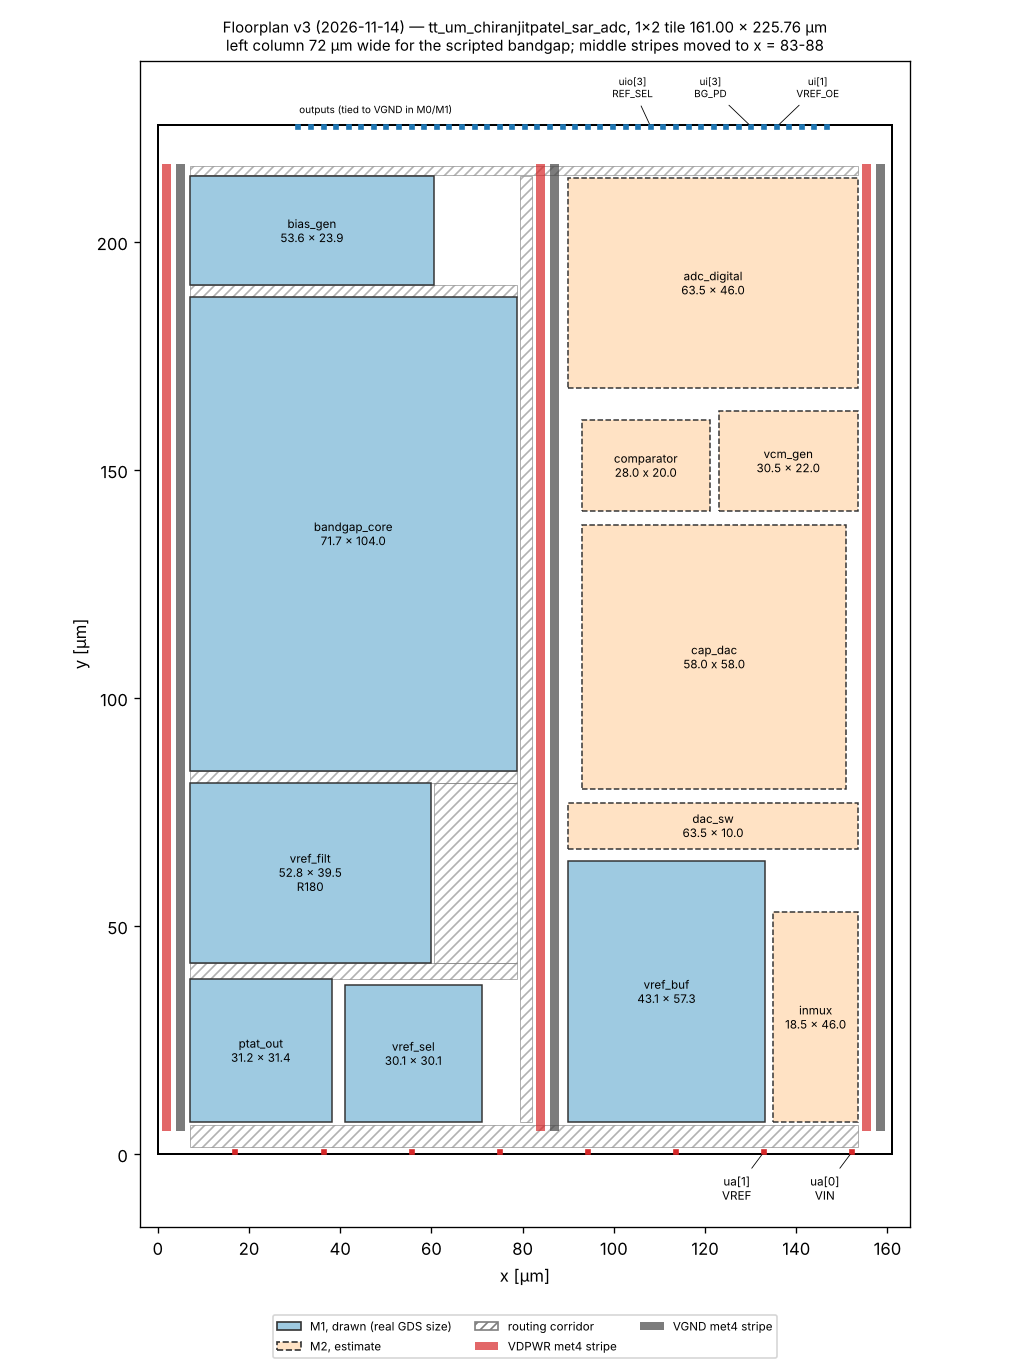 Floorplan v3 (2026-11-14) — tt_um_chiranjitpatel_sar_adc, 1×2 tile 161.00 × 225.76 µm
left column 72 µm wide for the scripted bandgap; middle stripes moved to x = 83-88
uio[3]
REF_SEL
ui[3]
BG_PD
ui[1]
VREF_OE
outputs (tied to VGND in M0/M1)
bias_gen
53.6 × 23.9
adc_digital
63.5 × 46.0
comparator
28.0 x 20.0
vcm_gen
30.5 × 22.0
bandgap_core
71.7 × 104.0
cap_dac
58.0 x 58.0
dac_sw
63.5 × 10.0
vref_filt
52.8 × 39.5
R180
vref_buf
43.1 × 57.3
inmux
18.5 × 46.0
ptat_out
31.2 × 31.4
vref_sel
30.1 × 30.1
ua[1]
VREF
ua[0]
VIN
200
150
100
50
0
y [µm]
0 20 40 60 80 100 120 140 160
x [µm]
M1, drawn (real GDS size)
M2, estimate
routing corridor
VDPWR met4 stripe
VGND met4 stripe